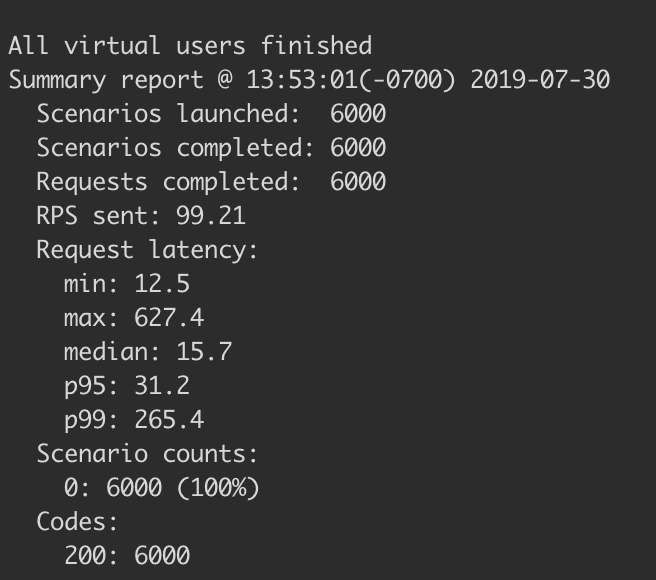 All virtual users finished
Summary report @ 13:53:01(-0700) 2019-07-30
  Scenarios launched:  6000
  Scenarios completed: 6000
  Requests completed:  6000
  RPS sent: 99.21
  Request latency:
    min: 12.5
    max: 627.4
    median: 15.7
    p95: 31.2
    p99: 265.4
  Scenario counts:
    0: 6000 (100%)
  Codes:
    200: 6000